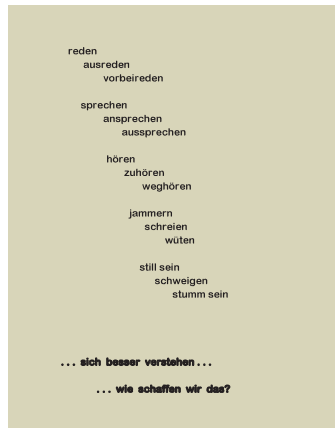 reden
ausreden
vorbeireden
sprechen
ansprechen
aussprechen
hören
zuhören
weghören
jammern
schreien
wüten
still sein
schweigen
stumm sein
... sich besser verstehen ...
... wie schaffen wir das?